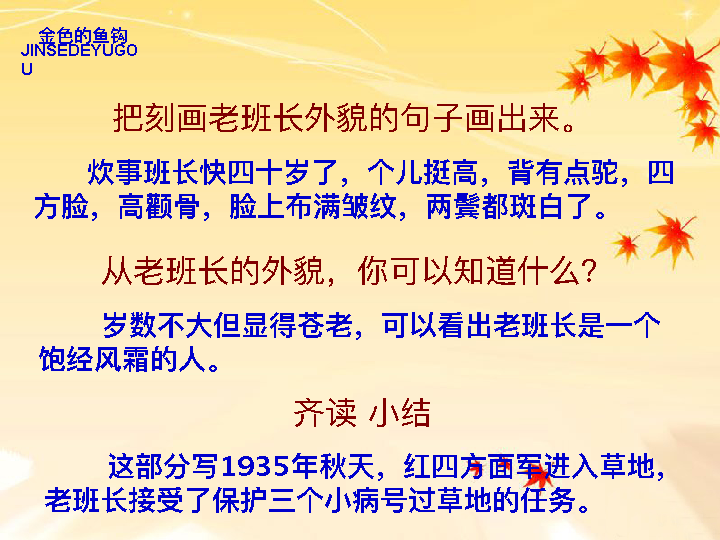 金色的鱼钩
JINSEDEYUGO
U
把刻画老班长外貌的句子画出来。
炊事班长快四十岁了，个儿挺高，背有点驼，四
方脸，高颧骨，脸上布满皱纹，两鬓都斑白了。
从老班长的外貌，你可以知道什么？
岁数不大但显得苍老，可以看出老班长是一个
饱经风霜的人。
齐读 小结
这部分写1935年秋天，红四方面军进入草地，
老班长接受了保护三个小病号过草地的任务。